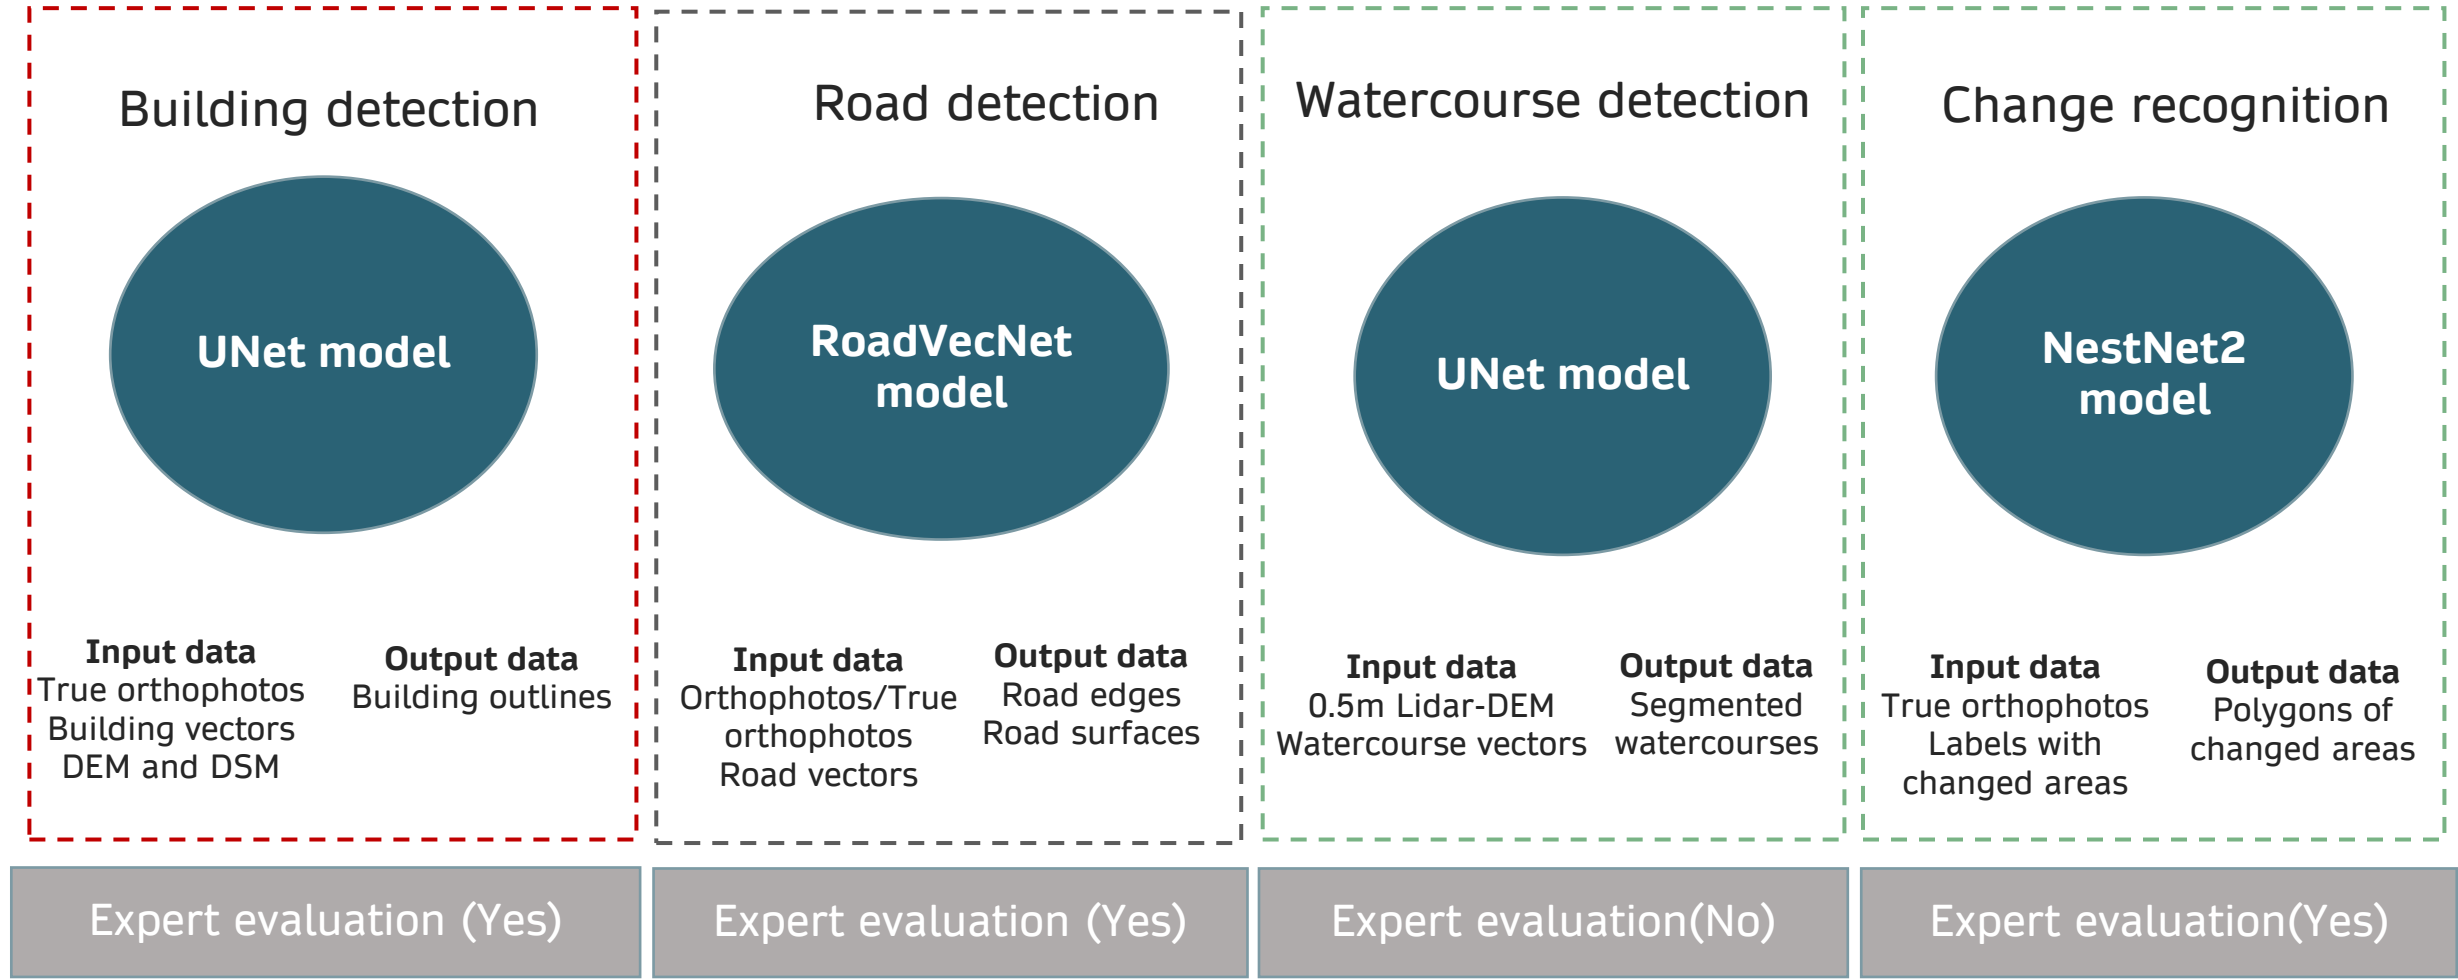 Building detection
UNet model
Input data
True orthophotos
Building vectors
DEM and DSM
Output data
Building outlines
Expert evaluation (Yes)
Road detection
RoadVecNet
model
Input data
Orthophotos/True
orthophotos
Road vectors
Output data
Road edges
Road surfaces
Expert evaluation (Yes)
Watercourse detection
UNet model
Input data
0.5m Lidar-DEM
Watercourse vectors
Output data
Segmented
watercourses
Expert evaluation(No)
Change recognition
NestNet2
model
Input data
True orthophotos
Labels with
changed areas
Output data
Polygons of
changed areas
Expert evaluation(Yes)